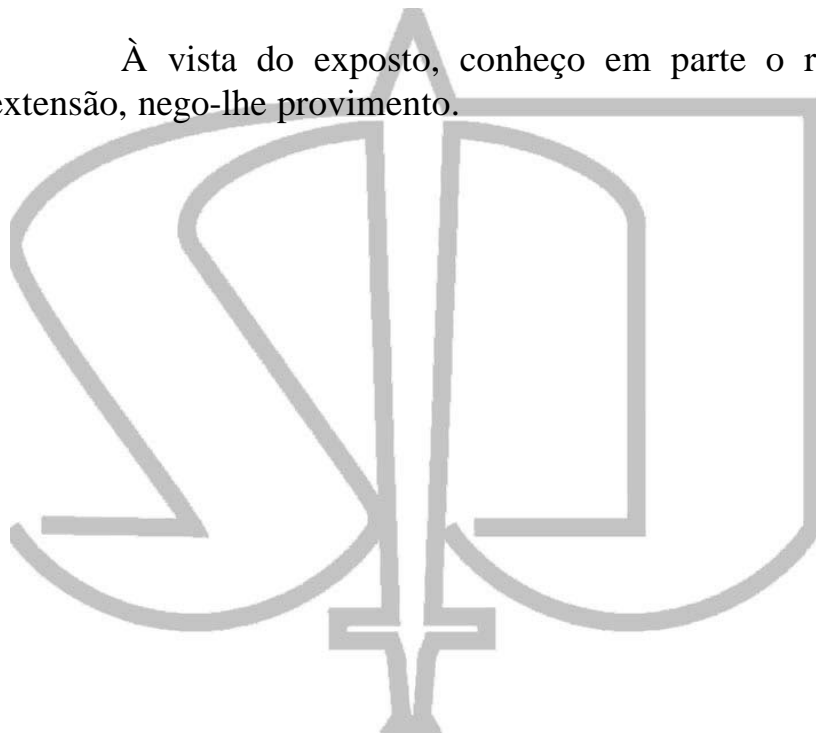 À vista do exposto, conheço em parte o r
extensão, nego-lhe provimento.